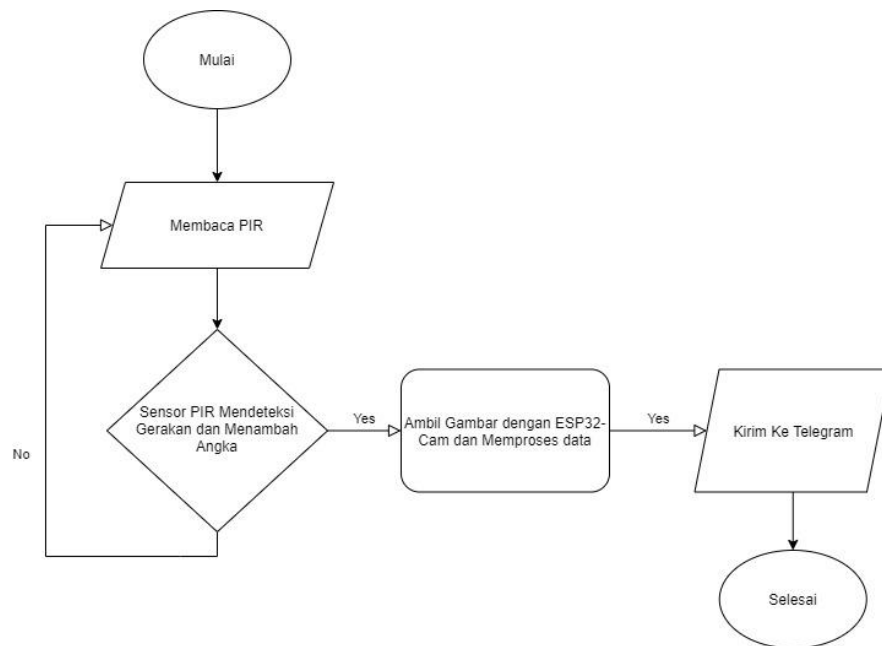 Mulai
Membaca PIR
Sensor PIR Mendeteksi
Gerakan dan Menambah
Angka
Yes
Ambil Gambar dengan ESP32-
Cam dan Memproses data
Yes
Kirim Ke Telegram
No
Selesai